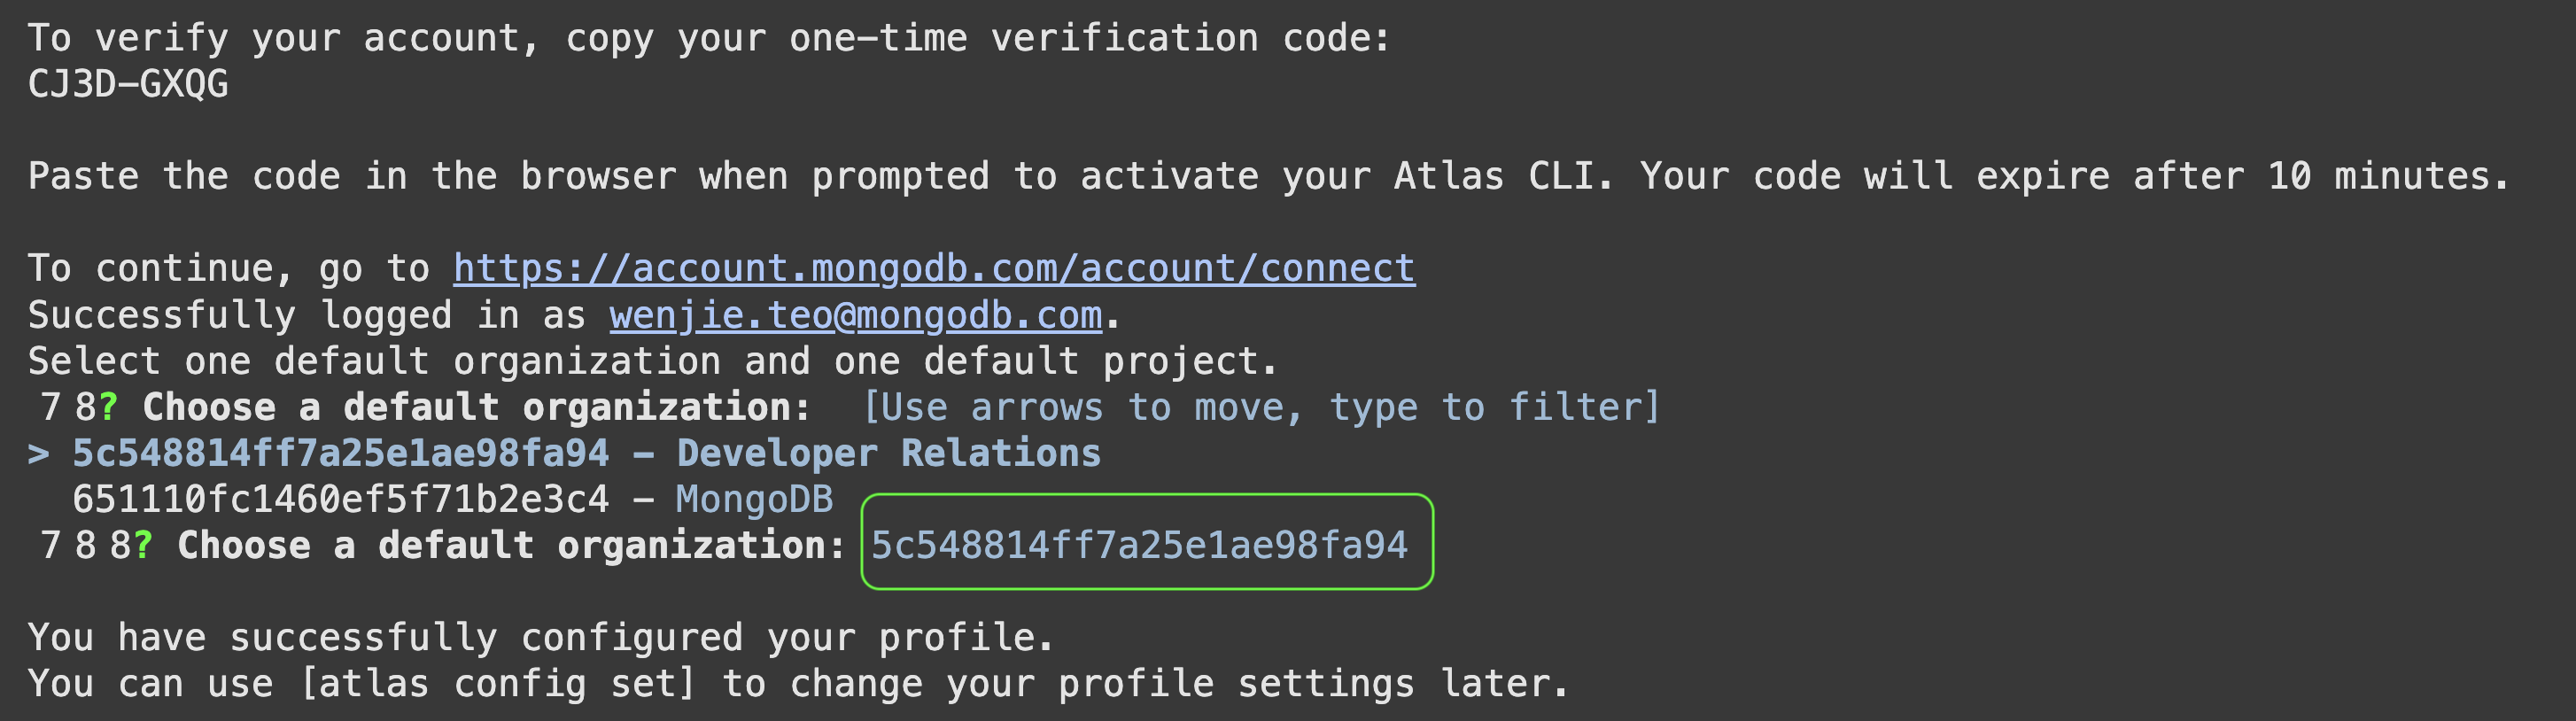 To verify your account, copy your one-time verification code:
CJ3D-GXQG
Paste the code in the browser when prompted to activate your Atlas CLI. Your code will expire after 10 minutes.
To continue, go to https://account.mongodb.com/account/connect
Successfully logged in as wenjie.teo@mongodb.com.
Select one default organization and one default project.
7 8? Choose a default organization: [Use arrows to move, type to filter]
> 5c548814ff7a25e1ae98fa94 - Developer Relations
651110fc1460ef5f71b2e3c4 - MongoDB
7 8 8? Choose a default organization: 5c548814ff7a25e1ae98fa94
You have successfully configured your profile.
You can use [atlas config set] to change your profile settings later.